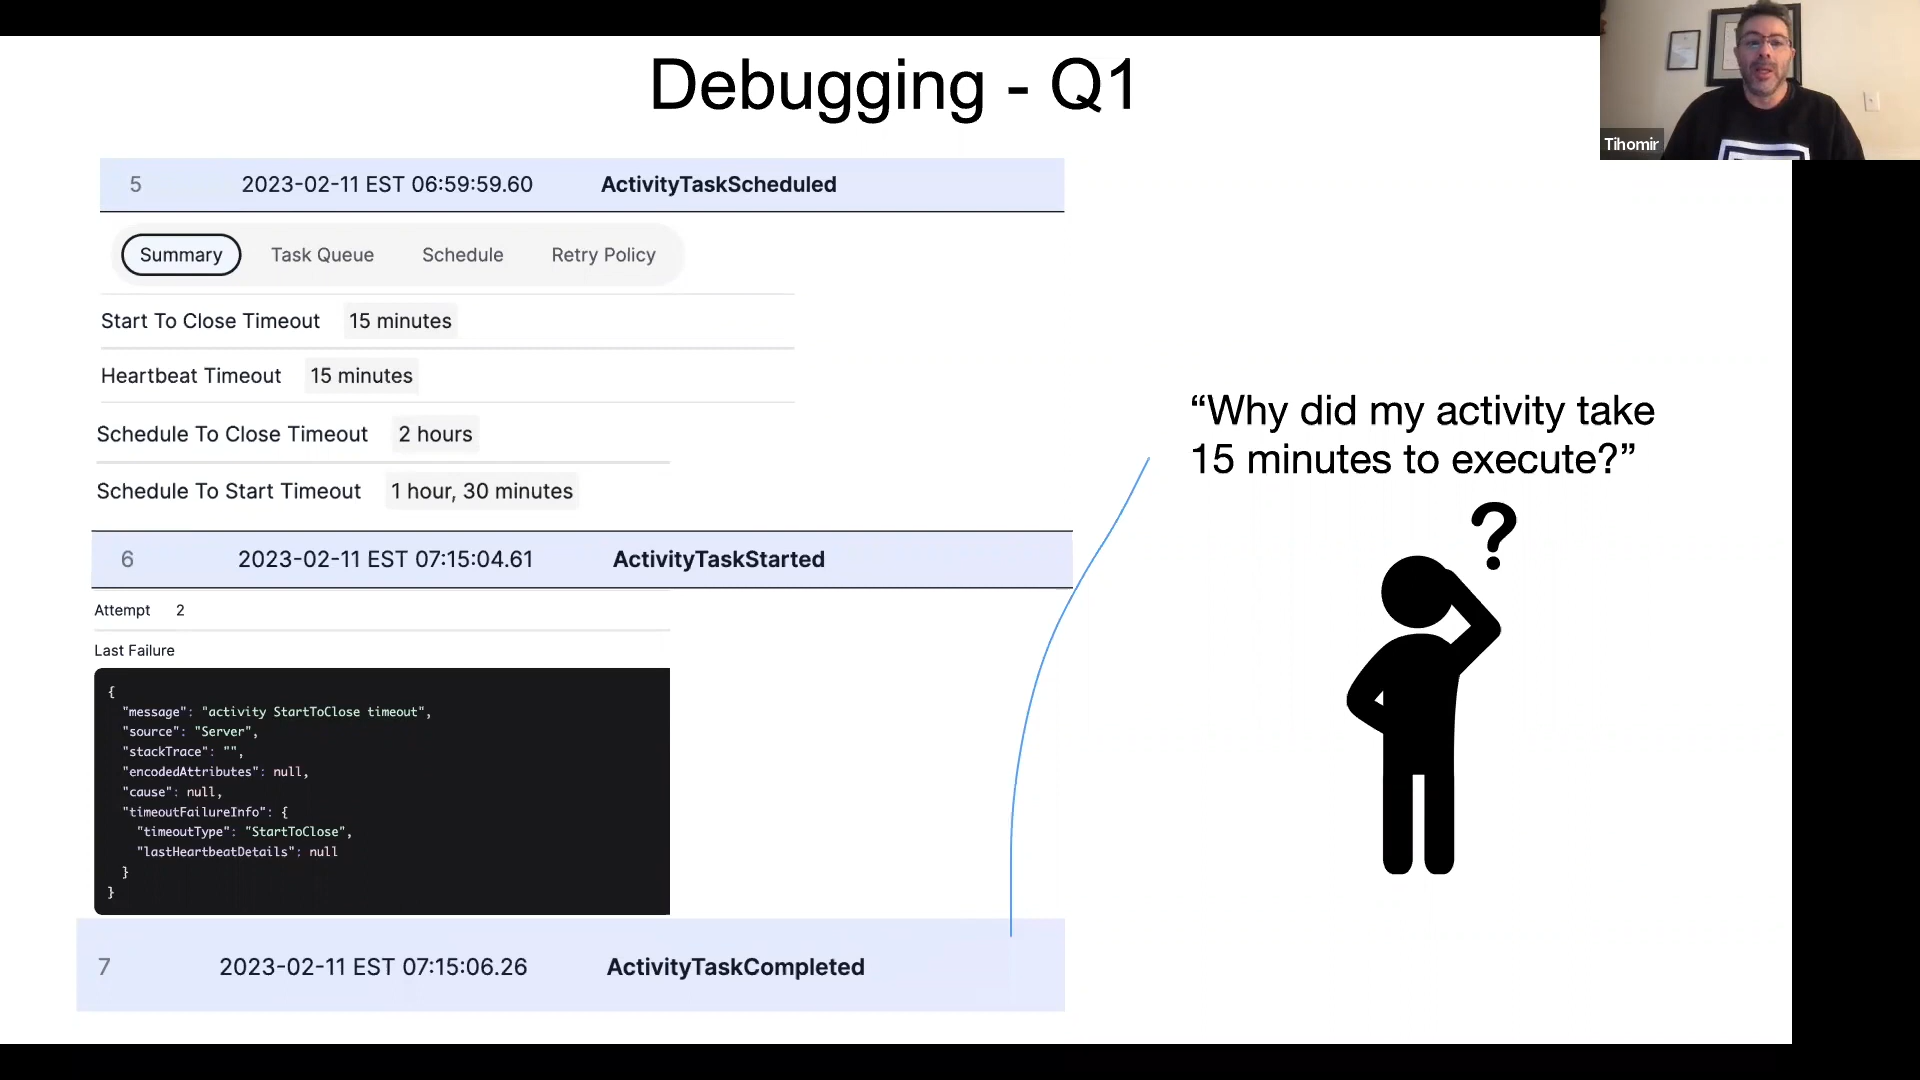 Debugging - Q1
Tihomir
5 2023-02-11 EST 06:59:59.60 ActivityTaskScheduled
Summary Task Queue Schedule Retry Policy
Start To Close Timeout 15 minutes
Heartbeat Timeout 15 minutes
Schedule To Close Timeout 2 hours
Schedule To Start Timeout 1 hour, 30 minutes
6 2023-02-11 EST 07:15:04.61 ActivityTaskStarted
Attempt 2
Last Failure
{
"message": "activity StartToClose timeout",
"source": "Server",
"stackTrace": "",
"encodedAttributes": null,
"cause": null,
"timeoutFailureInfo": {
"timeoutType": "StartToClose",
"lastHeartbeatDetails": null
}
}
7 2023-02-11 EST 07:15:06.26 ActivityTaskCompleted
“Why did my activity take
15 minutes to execute?”
?